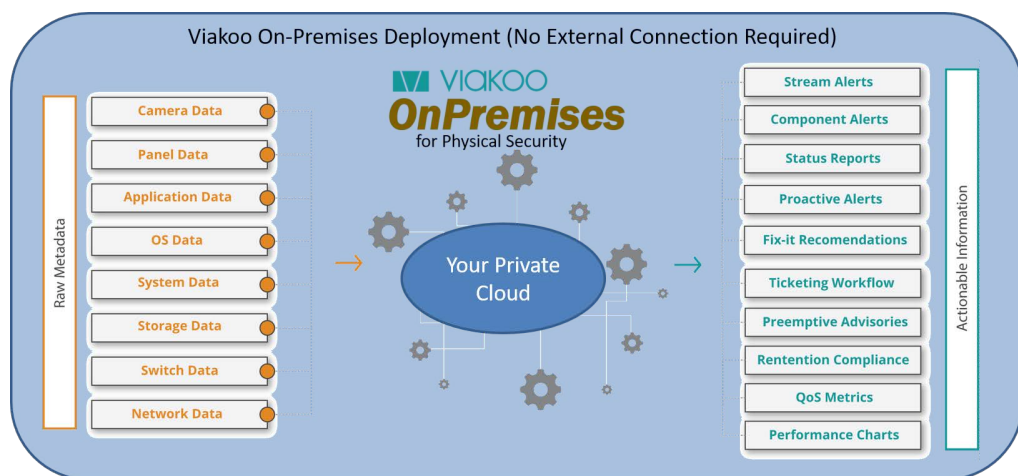 Viakoo On-Premises Deployment (No External Connection Required)
VIAKOO
OnPremises
for Physical Security
Raw Metadata
Camera Data
Panel Data
Application Data
OS Data
System Data
Storage Data
Switch Data
Network Data
Your Private
Cloud
Stream Alerts
Component Alerts
Status Reports
Proactive Alerts
Fix-it Recomendations
Ticketing Workflow
Preemptive Advisories
Rentention Compliance
QoS Metrics
Performance Charts
Actionable Information